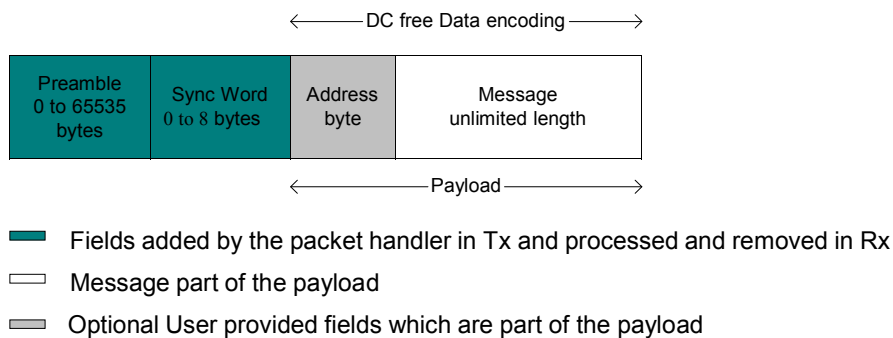 DC free Data encoding
Preamble
0 to 65535
bytes
Sync Word
0 to 8 bytes
Address
byte
Message
unlimited length
Payload
Fields added by the packet handler in Tx and processed and removed in Rx
Message part of the payload
Optional User provided fields which are part of the payload